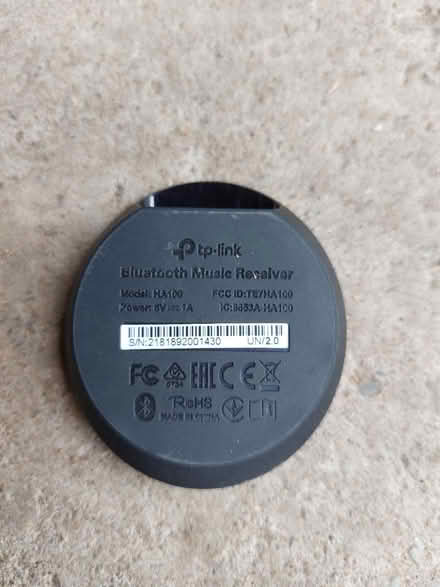 tp-link
Bluetooth Music Receiver
Model: HA100 FCC ID:TE7HA100
Power: 5V⎓1A IC:8853A-HA100
S/N:2181892001430 UN/2.0
FC EAC CE
RoHS
MADE IN CHINA